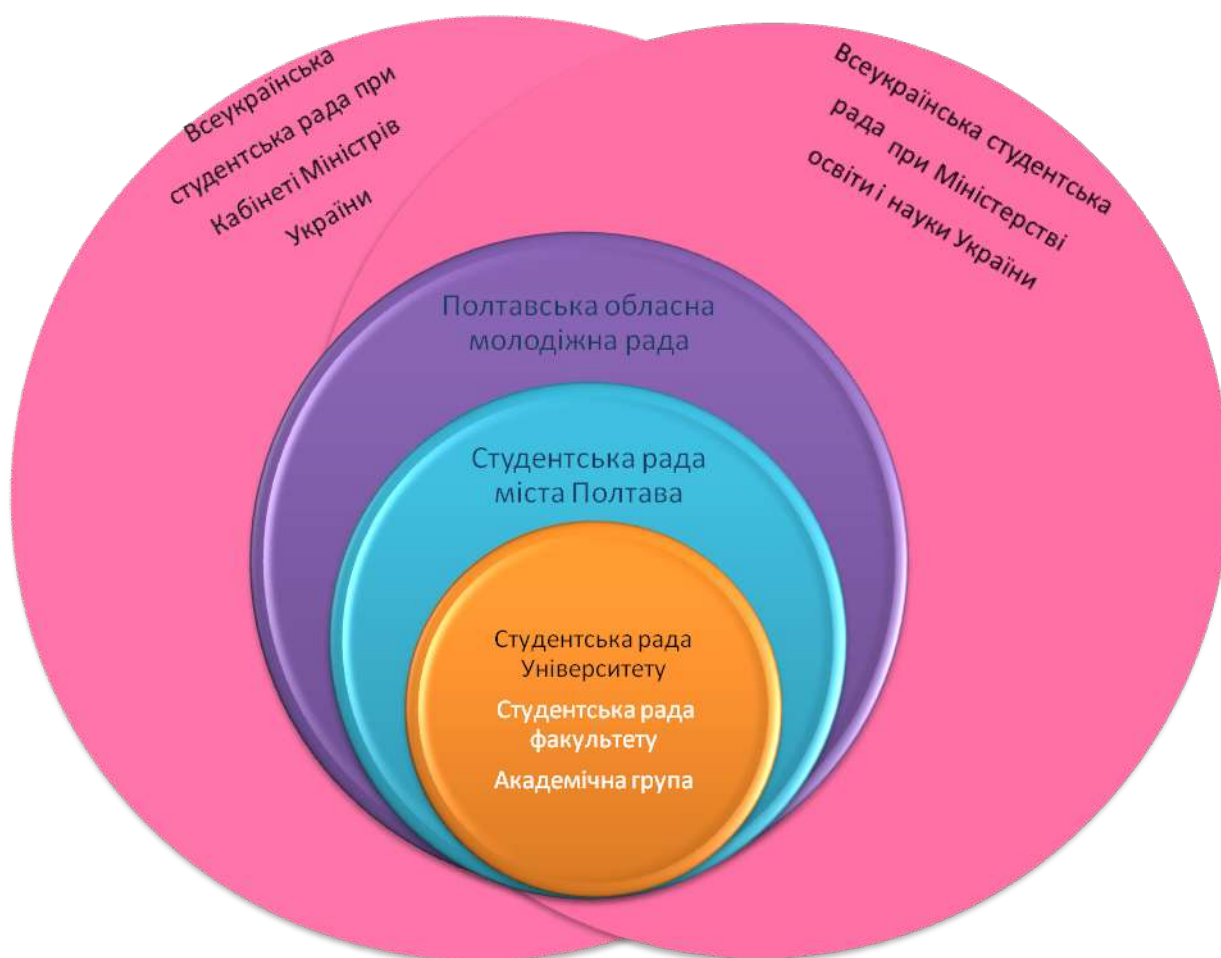 Всеукраїнська
студентська рада при
Кабінеті Міністрів
України
Всеукраїнська студентська
рада при Міністерстві
освіти і науки України
Полтавська обласна
молодіжна рада
Студентська рада
міста Полтава
Студентська рада
Університету
Студентська рада
факультету
Академічна група